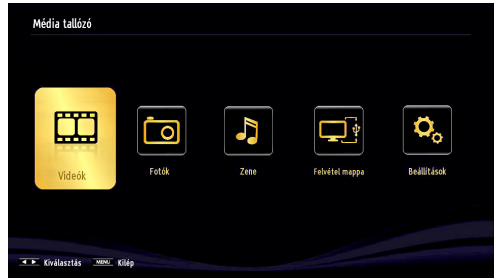 Média tallózó
Videók
Fotók
Zene
Felvétel mappa
Beállítások
Kiválasztás MENU Kilép